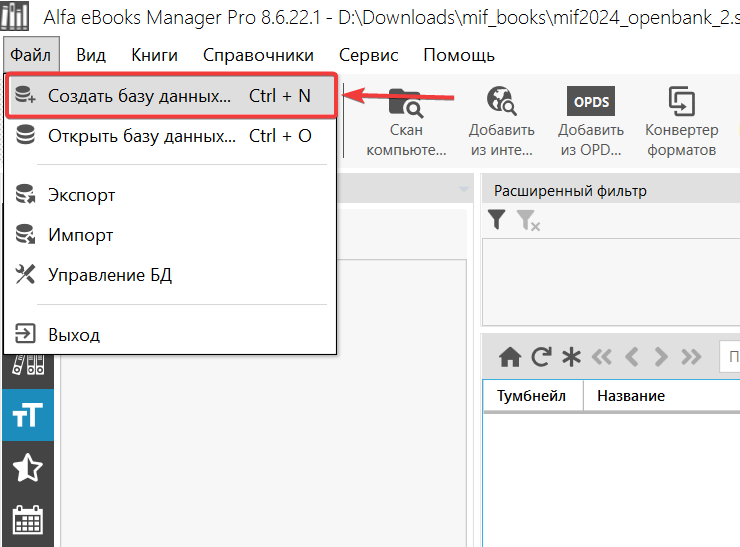 Alfa eBooks Manager Pro 8.6.22.1 - D:\Downloads\mif_books\mif2024_openbank_2.s
Файл Вид Книги Справочники Сервис Помощь
Создать базу данных... Ctrl + N
Открыть базу данных... Ctrl + O
Экспорт
Импорт
Управление БД
Выход
Скан
компьюте...
Добавить
из инте...
OPDS
Добавить
из OPD...
Конвертер
форматов
Расширенный фильтр
П
Тумбнейл Название